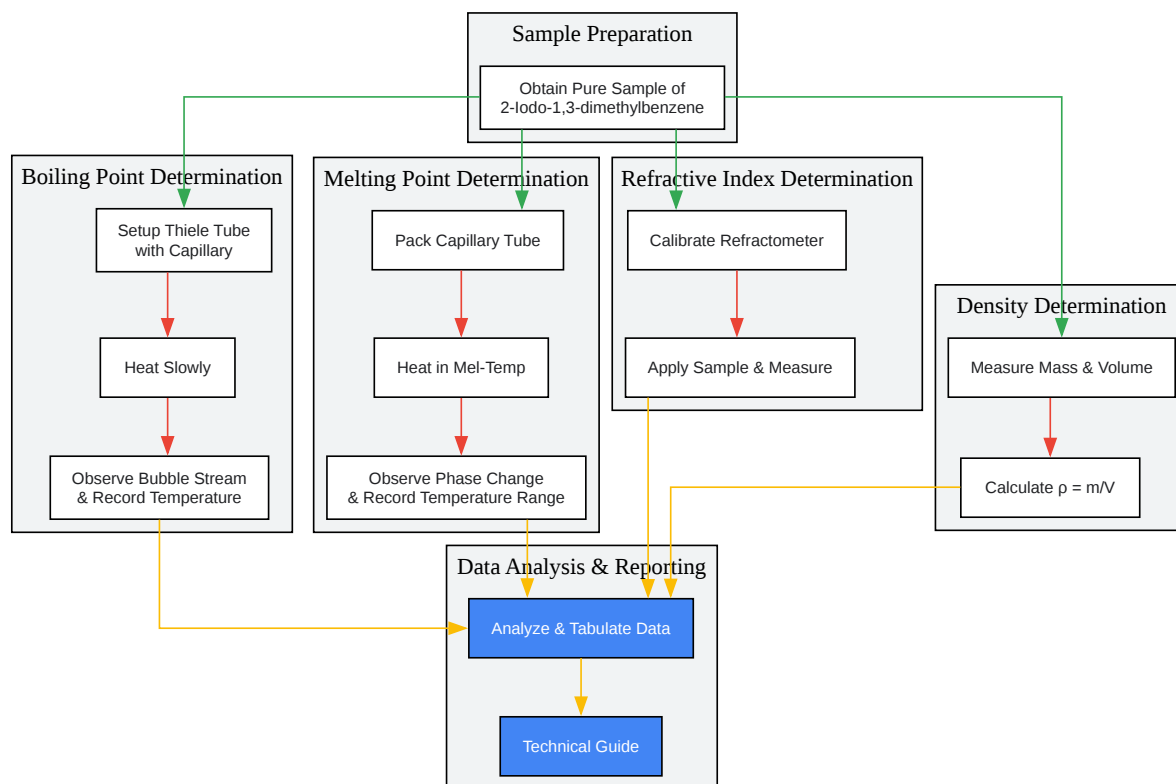 Sample Preparation
Obtain Pure Sample of
2-Iodo-1,3-dimethylbenzene
Boiling Point Determination
Setup Thiele Tube
with Capillary
Heat Slowly
Observe Bubble Stream
& Record Temperature
Melting Point Determination
Pack Capillary Tube
Heat in Mel-Temp
Observe Phase Change
& Record Temperature Range
Refractive Index Determination
Calibrate Refractometer
Apply Sample & Measure
Density Determination
Measure Mass & Volume
Calculate ρ = m/V
Data Analysis & Reporting
Analyze & Tabulate Data
Technical Guide